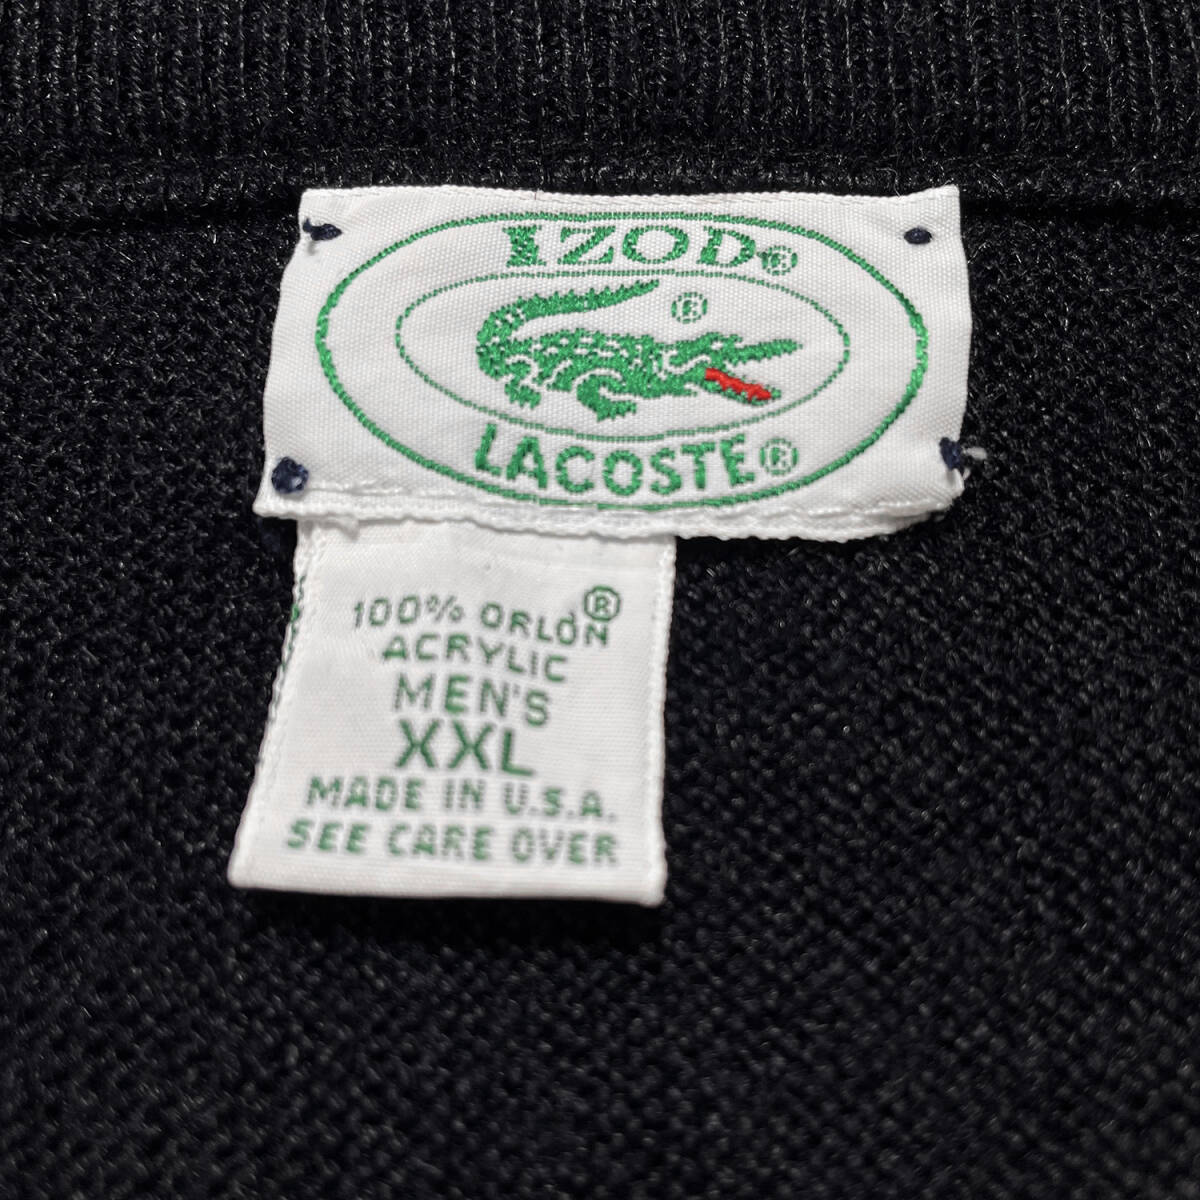 IZOD®
®
LACOSTE®
100% ORLON®
ACRYLIC
MEN'S
XXL
MADE IN U.S.A.
SEE CARE OVER